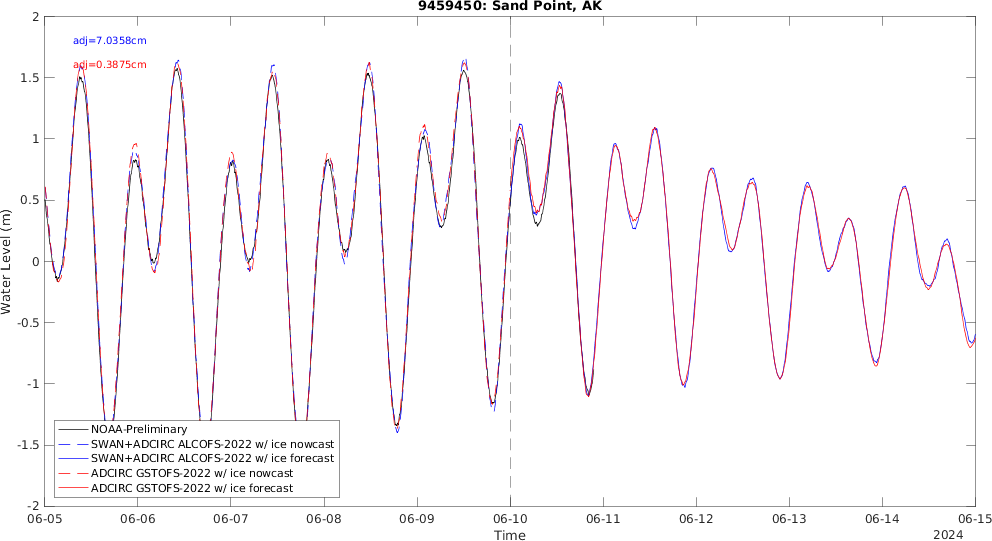 9459450: Sand Point, AK
adj=7.0358cm
adj=0.3875cm
Water Level (m)
2
1.5
1
0.5
0
-0.5
-1
-1.5
-2
NOAA-Preliminary
SWAN+ADCIRC ALCOFS-2022 w/ ice nowcast
SWAN+ADCIRC ALCOFS-2022 w/ ice forecast
ADCIRC GSTOFS-2022 w/ ice nowcast
ADCIRC GSTOFS-2022 w/ ice forecast
06-05 06-06 06-07 06-08 06-09 06-10 06-11 06-12 06-13 06-14 06-15
Time
2024